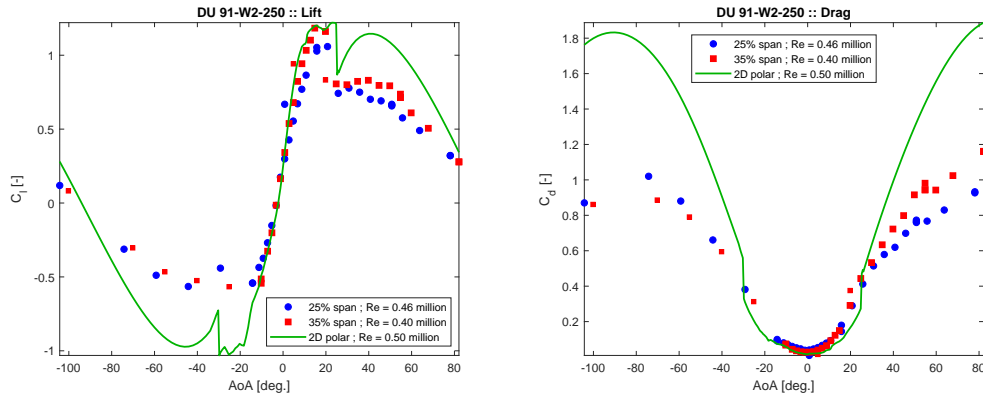 DU 91-W2-250 :: Lift
1
0.5
0
-0.5
-1
C_l [-]
-100 -80 -60 -40 -20 0 20 40 60 80
AoA [deg.]
25% span ; Re = 0.46 million
35% span ; Re = 0.40 million
2D polar ; Re = 0.50 million
DU 91-W2-250 :: Drag
1.8
1.6
1.4
1.2
1
0.8
0.6
0.4
0.2
C_d [-]
-100 -80 -60 -40 -20 0 20 40 60 80
AoA [deg.]
25% span ; Re = 0.46 million
35% span ; Re = 0.40 million
2D polar ; Re = 0.50 million